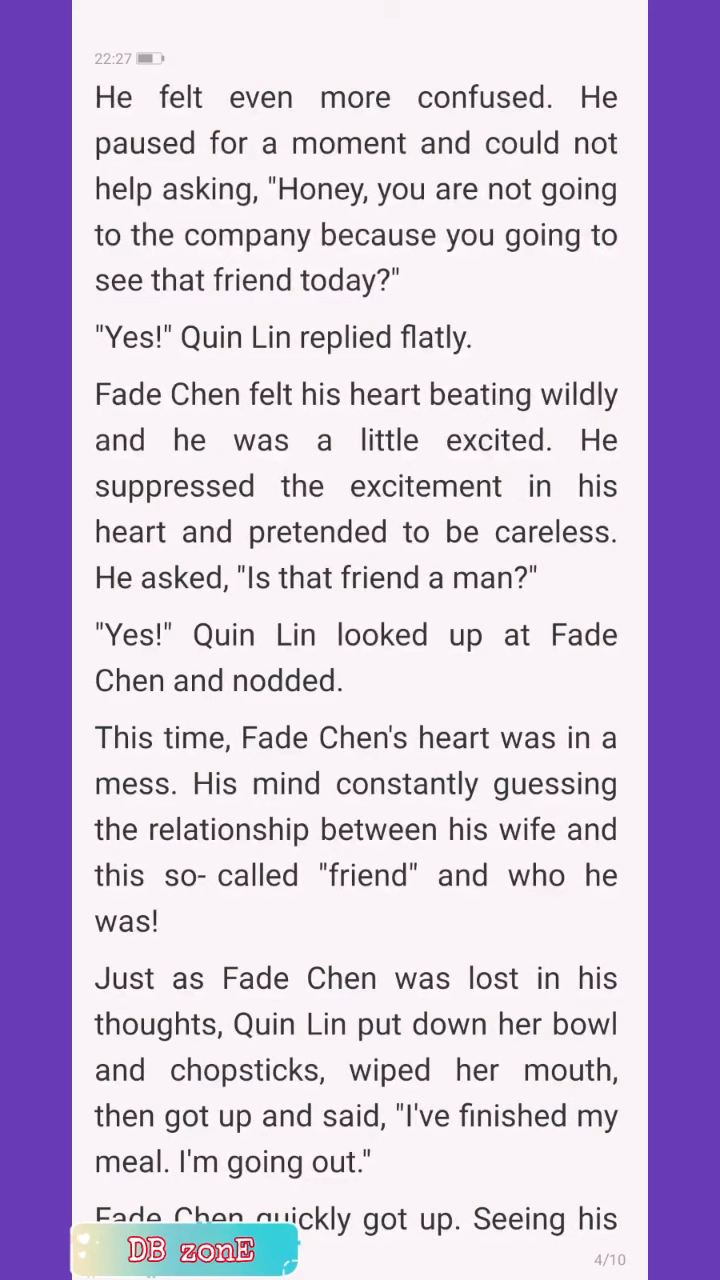 22:27
He felt even more confused. He
paused for a moment and could not
help asking, "Honey, you are not going
to the company because you going to
see that friend today?"
"Yes!" Quin Lin replied flatly.
Fade Chen felt his heart beating wildly
and he was a little excited. He
suppressed the excitement in his
heart and pretended to be careless.
He asked, "Is that friend a man?"
"Yes!" Quin Lin looked up at Fade
Chen and nodded.
This time, Fade Chen's heart was in a
mess. His mind constantly guessing
the relationship between his wife and
this so- called "friend" and who he
was!
Just as Fade Chen was lost in his
thoughts, Quin Lin put down her bowl
and chopsticks, wiped her mouth,
then got up and said, "I've finished my
meal. I'm going out."
Fade Chen quickly got up. Seeing his
DB zonE
4/10